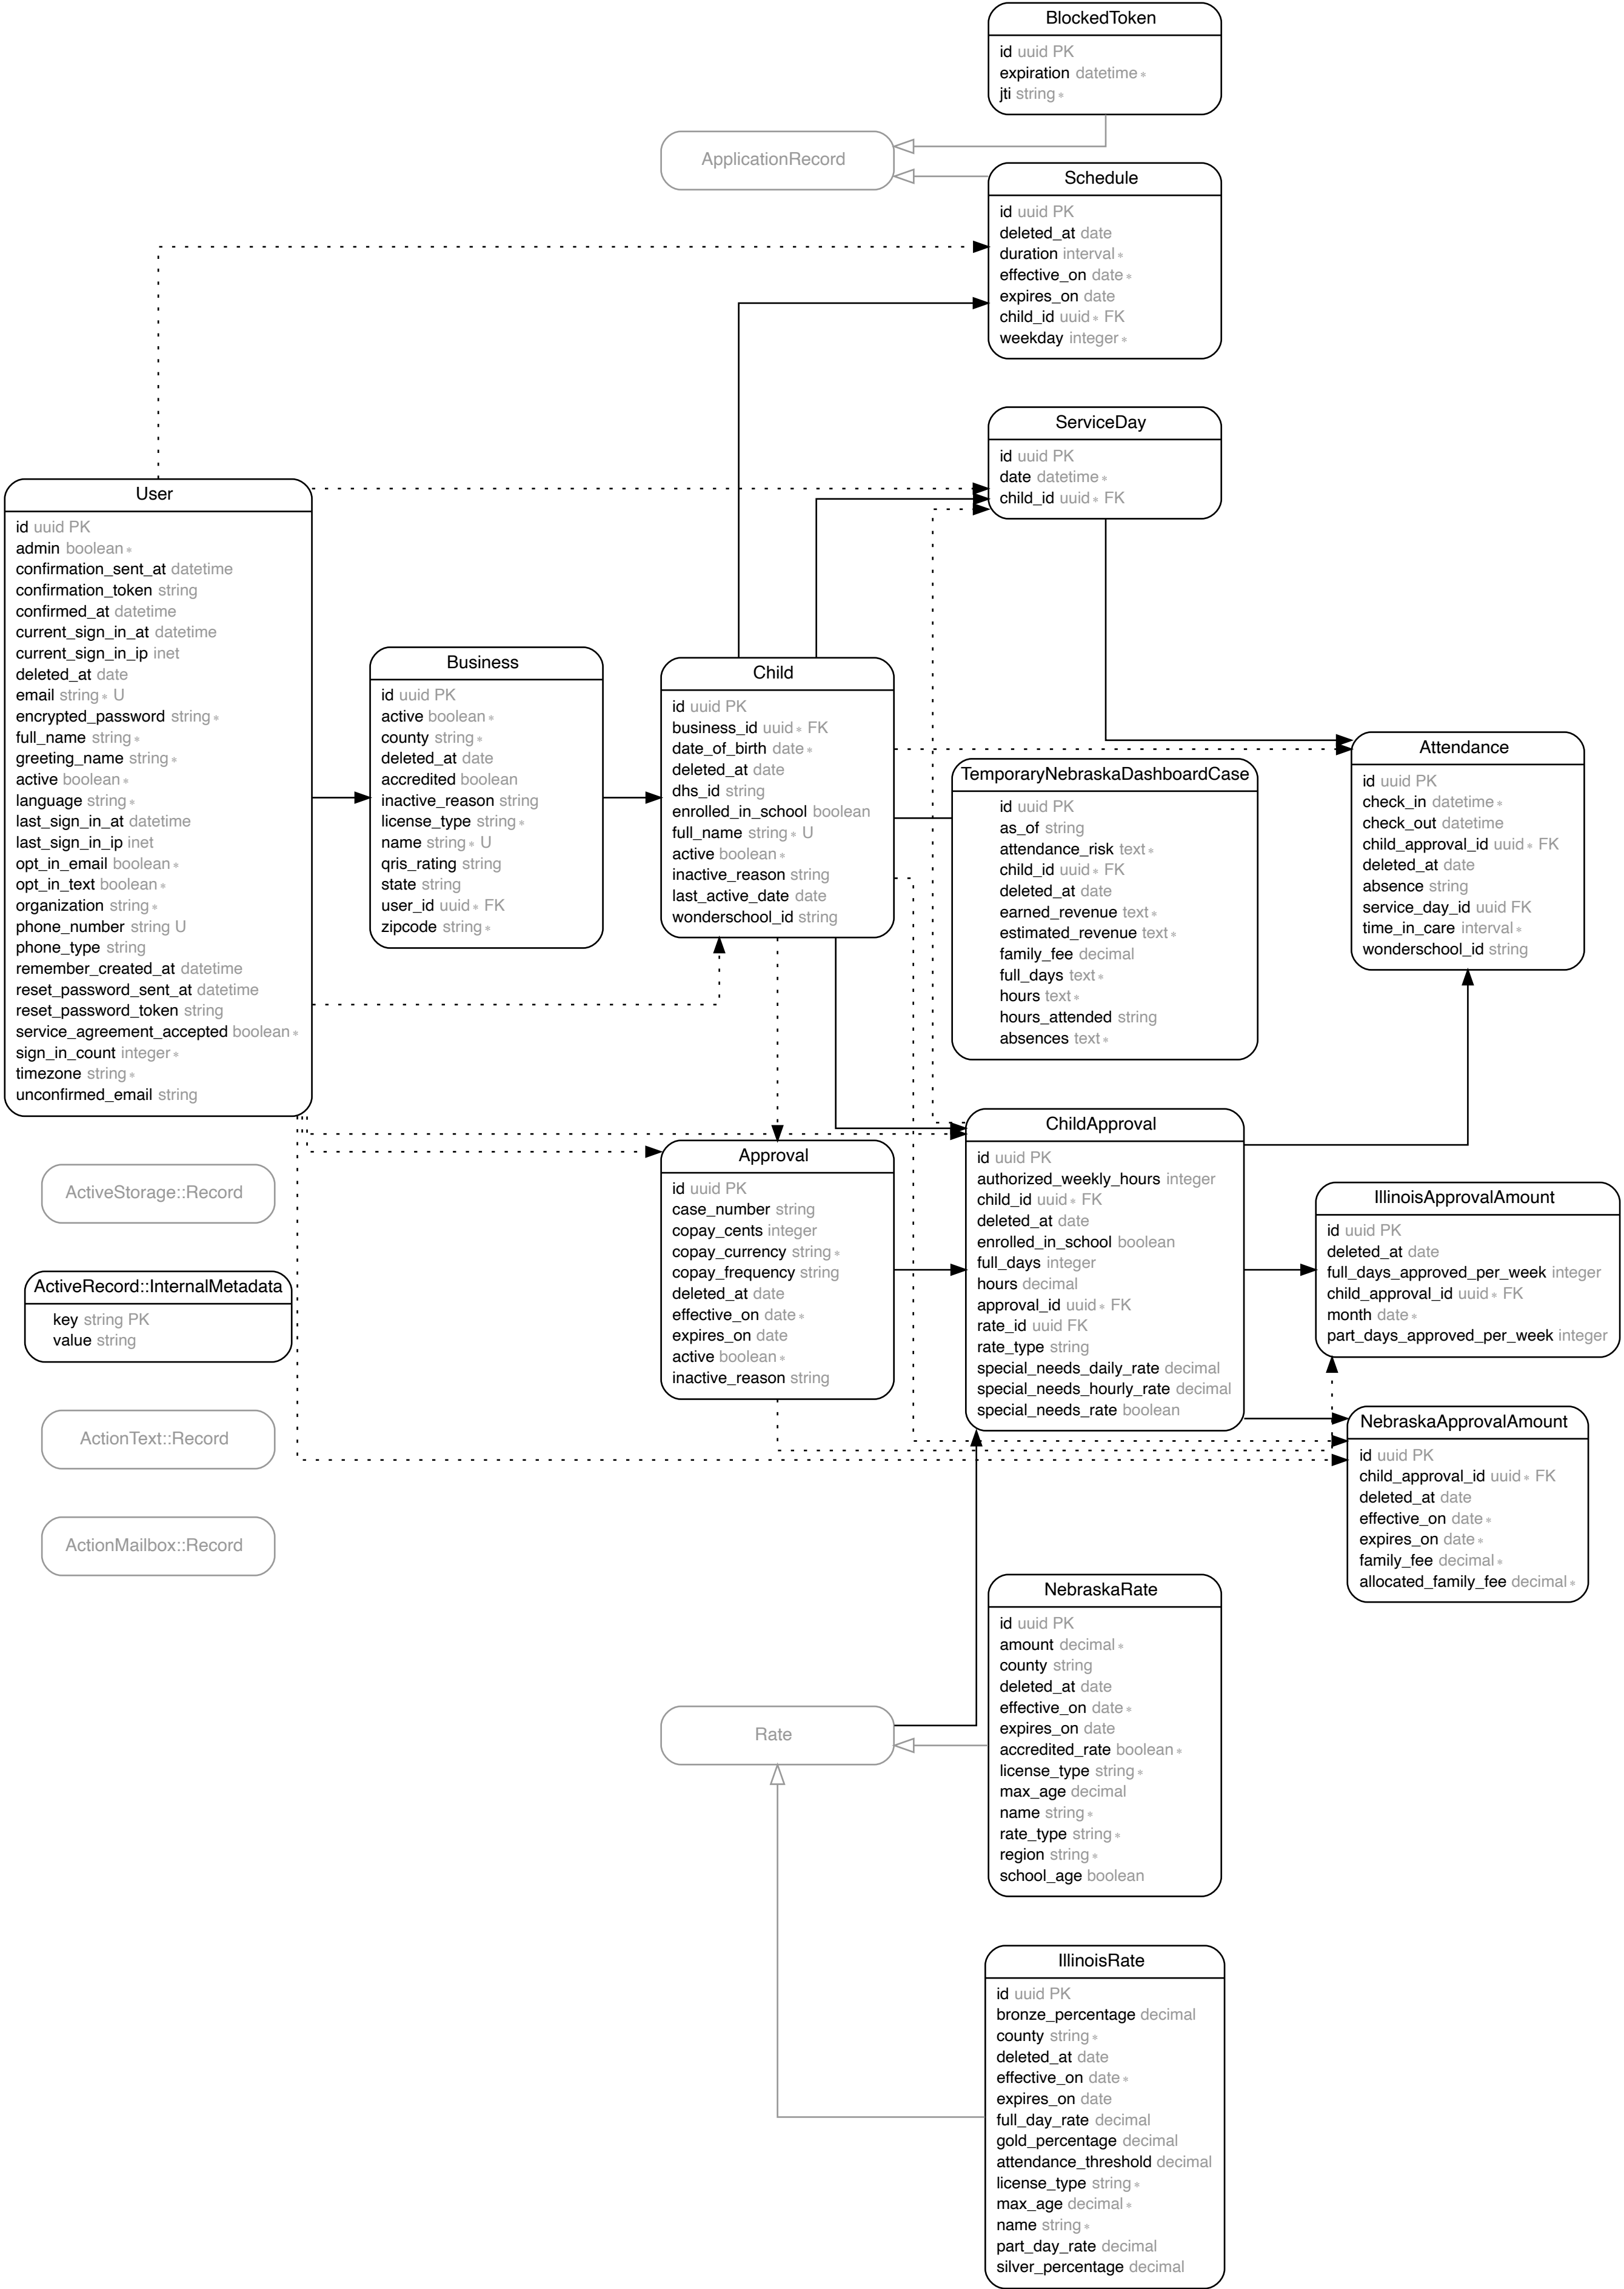 BlockedToken
id uuid PK
expiration datetime ∗
jti string ∗
ApplicationRecord
Schedule
id uuid PK
deleted_at date
duration interval ∗
effective_on date ∗
expires_on date
child_id uuid ∗ FK
weekday integer ∗
ServiceDay
id uuid PK
date datetime ∗
child_id uuid ∗ FK
User
id uuid PK
admin boolean ∗
confirmation_sent_at datetime
confirmation_token string
confirmed_at datetime
current_sign_in_at datetime
current_sign_in_ip inet
deleted_at date
email string ∗ U
encrypted_password string ∗
full_name string ∗
greeting_name string ∗
active boolean ∗
language string ∗
last_sign_in_at datetime
last_sign_in_ip inet
opt_in_email boolean ∗
opt_in_text boolean ∗
organization string ∗
phone_number string U
phone_type string
remember_created_at datetime
reset_password_sent_at datetime
reset_password_token string
service_agreement_accepted boolean ∗
sign_in_count integer ∗
timezone string ∗
unconfirmed_email string
Business
id uuid PK
active boolean ∗
county string ∗
deleted_at date
accredited boolean
inactive_reason string
license_type string ∗
name string ∗ U
qris_rating string
state string
user_id uuid ∗ FK
zipcode string ∗
Child
id uuid PK
business_id uuid ∗ FK
date_of_birth date ∗
deleted_at date
dhs_id string
enrolled_in_school boolean
full_name string ∗ U
active boolean ∗
inactive_reason string
last_active_date date
wonderschool_id string
TemporaryNebraskaDashboardCase
id uuid PK
as_of string
attendance_risk text ∗
child_id uuid ∗ FK
deleted_at date
earned_revenue text ∗
estimated_revenue text ∗
family_fee decimal
full_days text ∗
hours text ∗
hours_attended string
absences text ∗
Attendance
id uuid PK
check_in datetime ∗
check_out datetime
child_approval_id uuid ∗ FK
deleted_at date
absence string
service_day_id uuid FK
time_in_care interval ∗
wonderschool_id string
ActiveStorage::Record
ActiveRecord::InternalMetadata
key string PK
value string
ActionText::Record
ActionMailbox::Record
Approval
id uuid PK
case_number string
copay_cents integer
copay_currency string ∗
copay_frequency string
deleted_at date
effective_on date ∗
expires_on date
active boolean ∗
inactive_reason string
ChildApproval
id uuid PK
authorized_weekly_hours integer
child_id uuid ∗ FK
deleted_at date
enrolled_in_school boolean
full_days integer
hours decimal
approval_id uuid ∗ FK
rate_id uuid FK
rate_type string
special_needs_daily_rate decimal
special_needs_hourly_rate decimal
special_needs_rate boolean
IllinoisApprovalAmount
id uuid PK
deleted_at date
full_days_approved_per_week integer
child_approval_id uuid ∗ FK
month date ∗
part_days_approved_per_week integer
NebraskaApprovalAmount
id uuid PK
child_approval_id uuid ∗ FK
deleted_at date
effective_on date ∗
expires_on date ∗
family_fee decimal ∗
allocated_family_fee decimal ∗
Rate
NebraskaRate
id uuid PK
amount decimal ∗
county string
deleted_at date
effective_on date ∗
expires_on date
accredited_rate boolean ∗
license_type string ∗
max_age decimal
name string ∗
rate_type string ∗
region string ∗
school_age boolean
IllinoisRate
id uuid PK
bronze_percentage decimal
county string ∗
deleted_at date
effective_on date ∗
expires_on date
full_day_rate decimal
gold_percentage decimal
attendance_threshold decimal
license_type string ∗
max_age decimal ∗
name string ∗
part_day_rate decimal
silver_percentage decimal